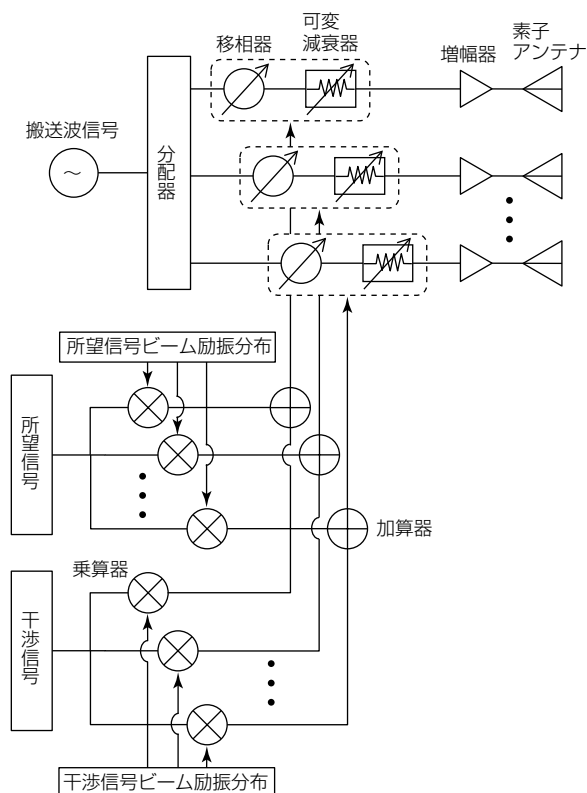 移相器
可変
減衰器
増幅器
素子
アンテナ
搬送波信号
～
分配器
所望信号ビーム励振分布
所望信号
加算器
乗算器
干渉信号
干渉信号ビーム励振分布